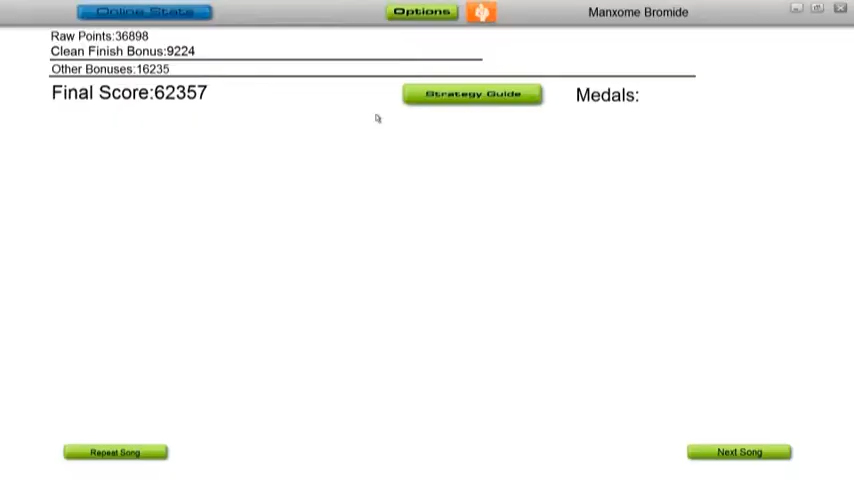 Online Stats
Options
Manxome Bromide
Raw Points:36898
Clean Finish Bonus:9224
Other Bonuses:16235
Final Score:62357
Strategy Guide
Medals:
Repeat Song
Next Song